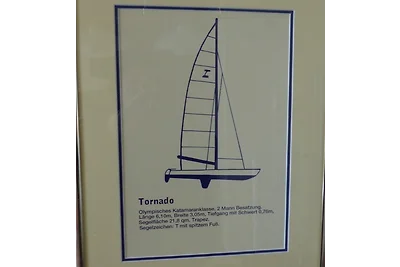 Tornado
Olympisches Katamaranklasse, 2 Mann Besatzung,
Länge 6,10m, Breite 3,05m, Tiefgang mit Schwert 0,76m,
Segelfläche 21,8 qm, Trapez,
Segelzeichen: T mit spitzem Fuß.